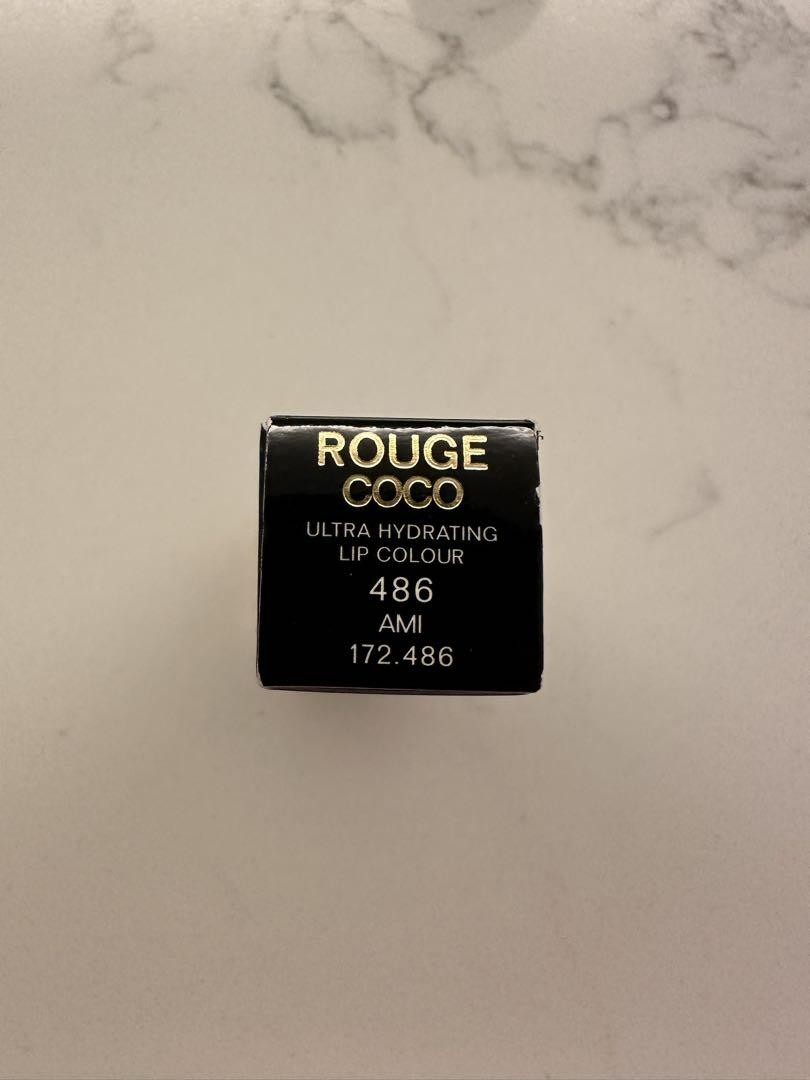 ROUGE
COCO
ULTRA HYDRATING
LIP COLOUR
486
AMI
172.486